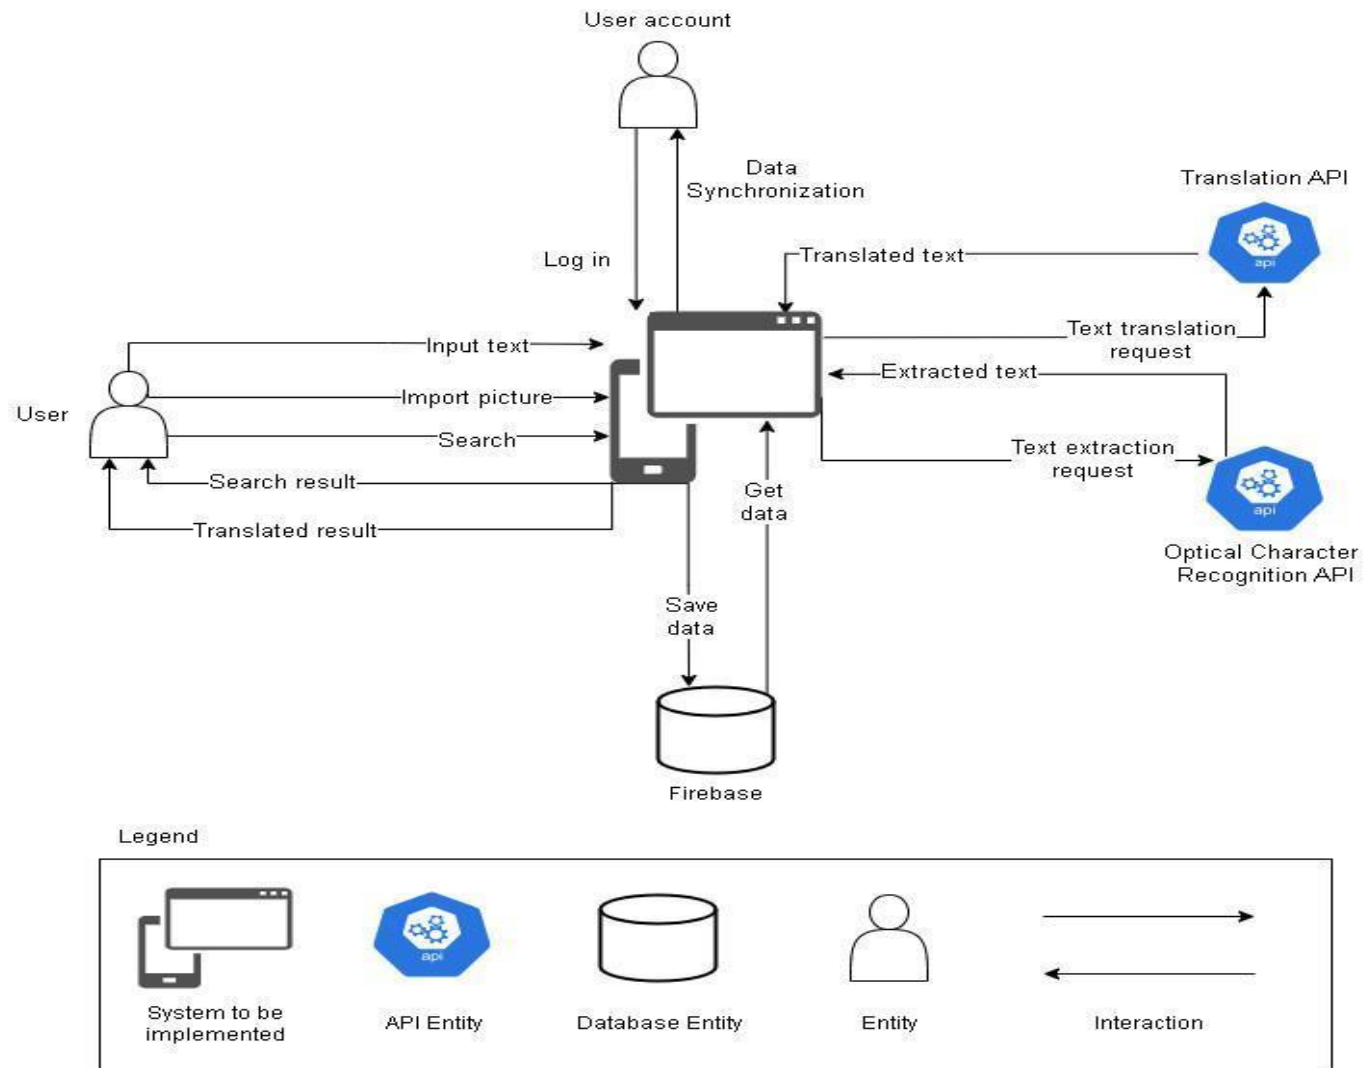 User account
Data
Synchronization
Translation API
Log in
Translated text
api
Input text
Text translation
request
Extracted text
User
Import picture
Search
Text extraction
request
Search result
Get
data
api
Translated result
Optical Character
Recognition API
Save
data
Firebase
Legend
api
System to be
implemented
API Entity
Database Entity
Entity
Interaction